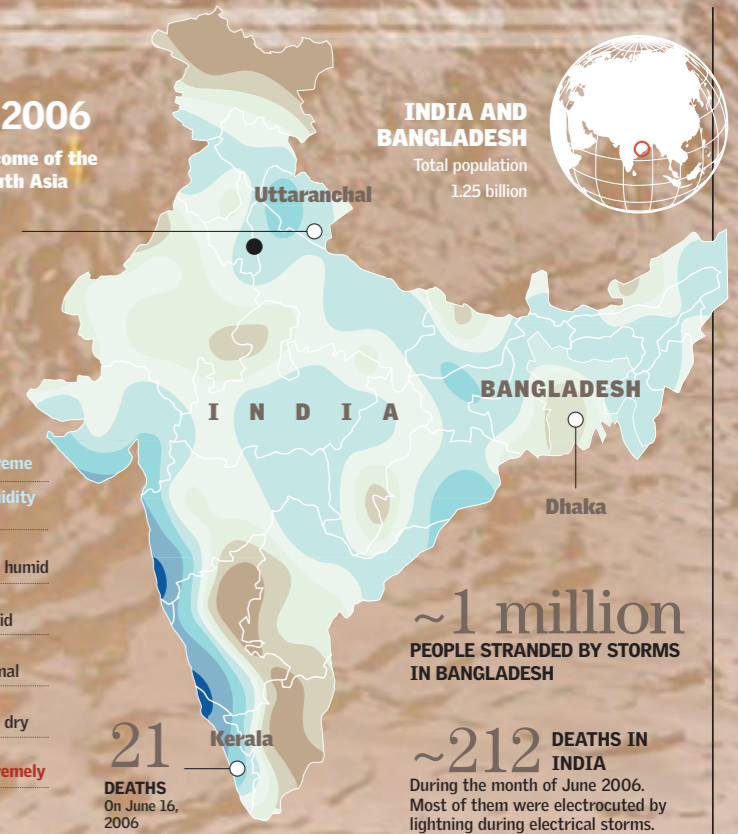 2006
come of the
uth Asia
INDIA AND
BANGLADESH
Total population
1.25 billion
Uttaranchal
INDIA
BANGLADESH
Dhaka
eme
idity
humid
id
mal
dry
remely
~1 million
PEOPLE STRANDED BY STORMS
IN BANGLADESH
21
DEATHS
On June 16,
2006
Kerala
~212 DEATHS IN
INDIA
During the month of June 2006.
Most of them were electrocuted by
lightning during electrical storms.